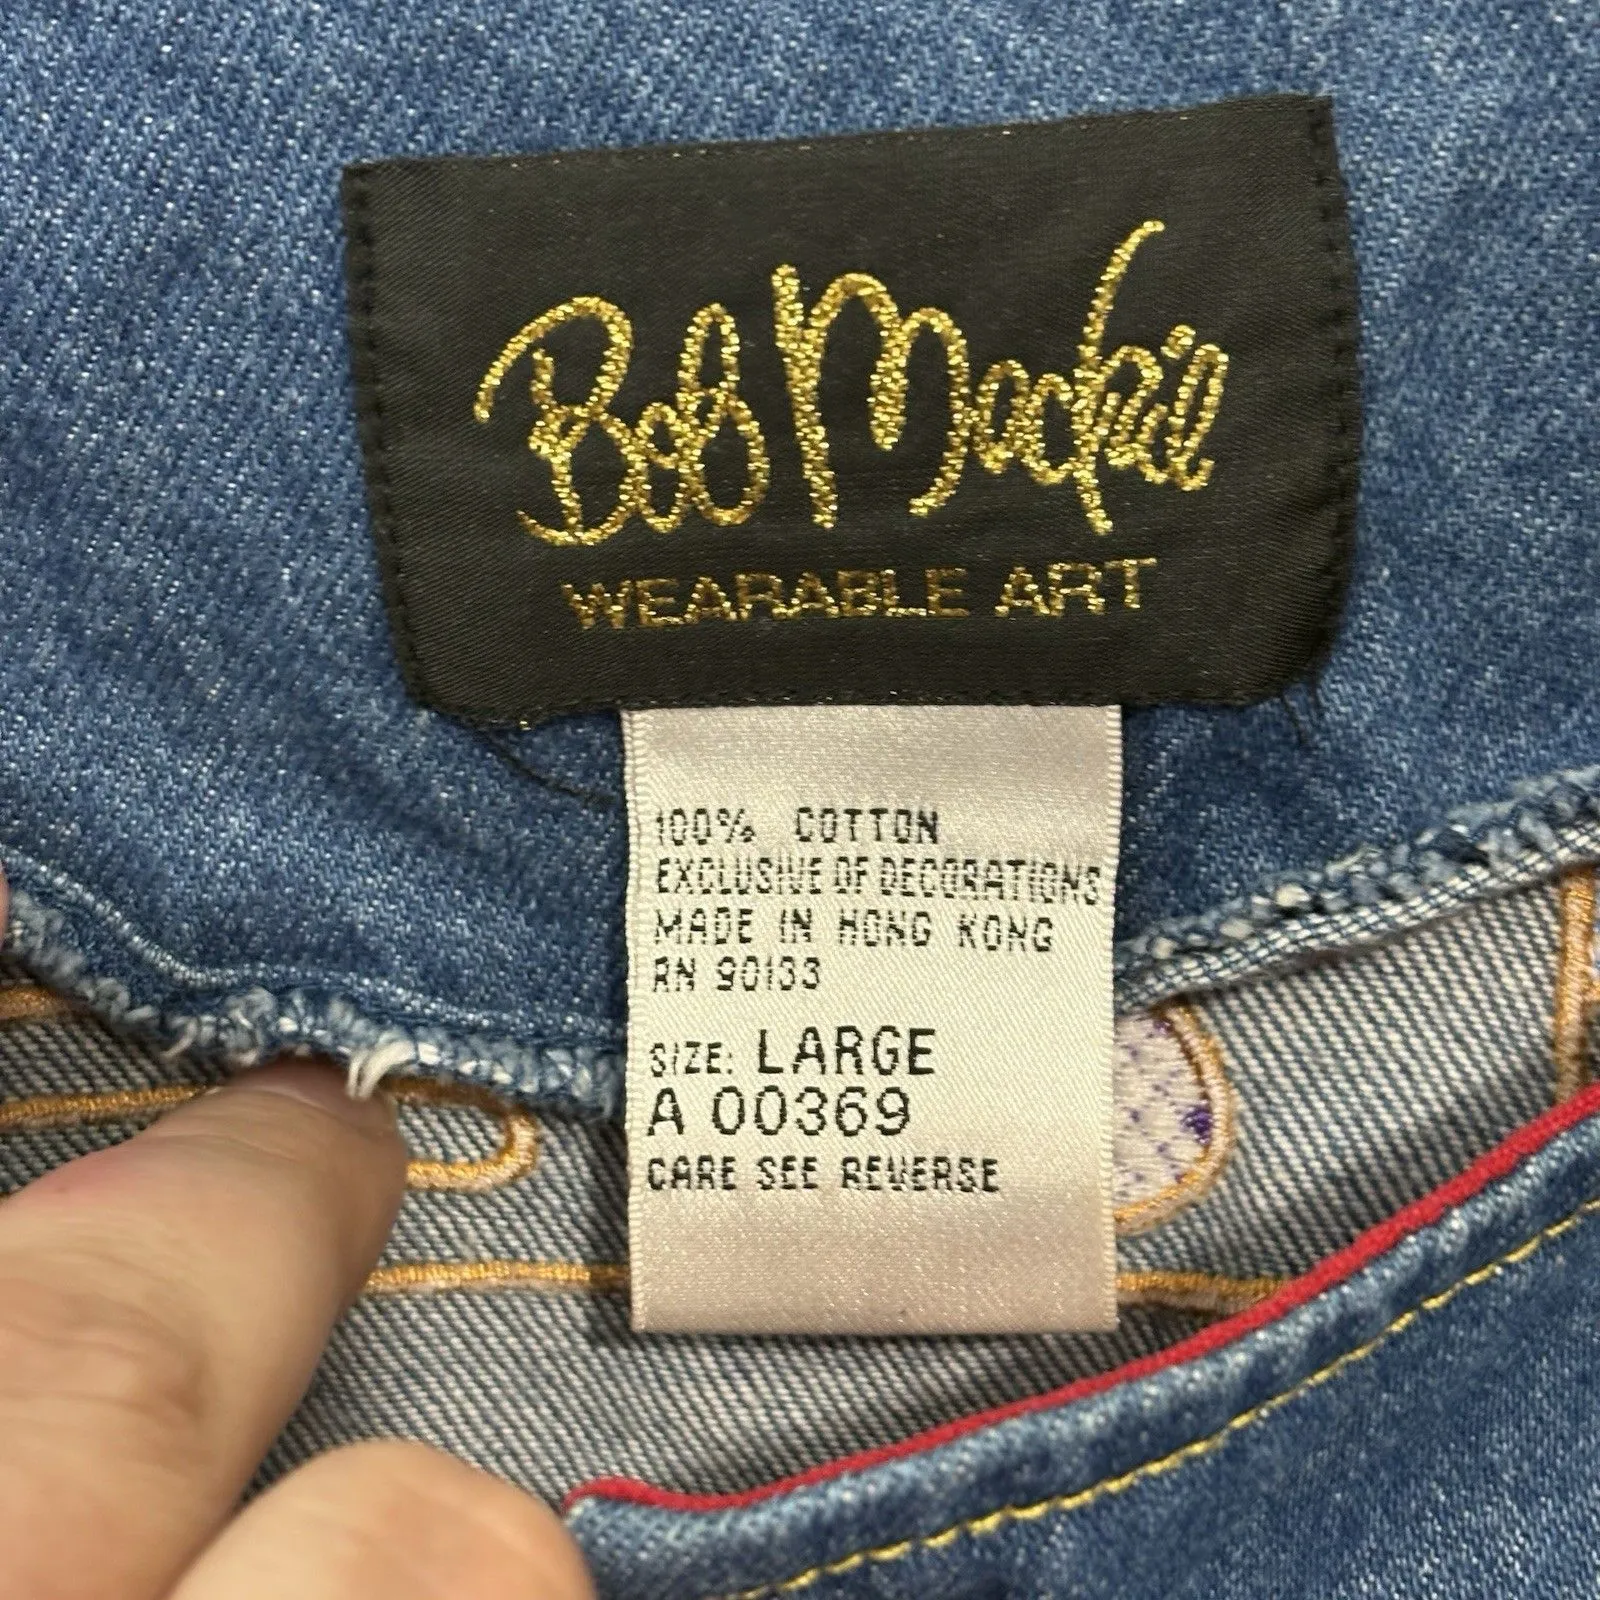 Bob Mackie
WEARABLE ART
100% COTTON
EXCLUSIVE OF DECORATIONS
MADE IN HONG KONG
RN 90133
SIZE: LARGE
A 00369
CARE SEE REVERSE